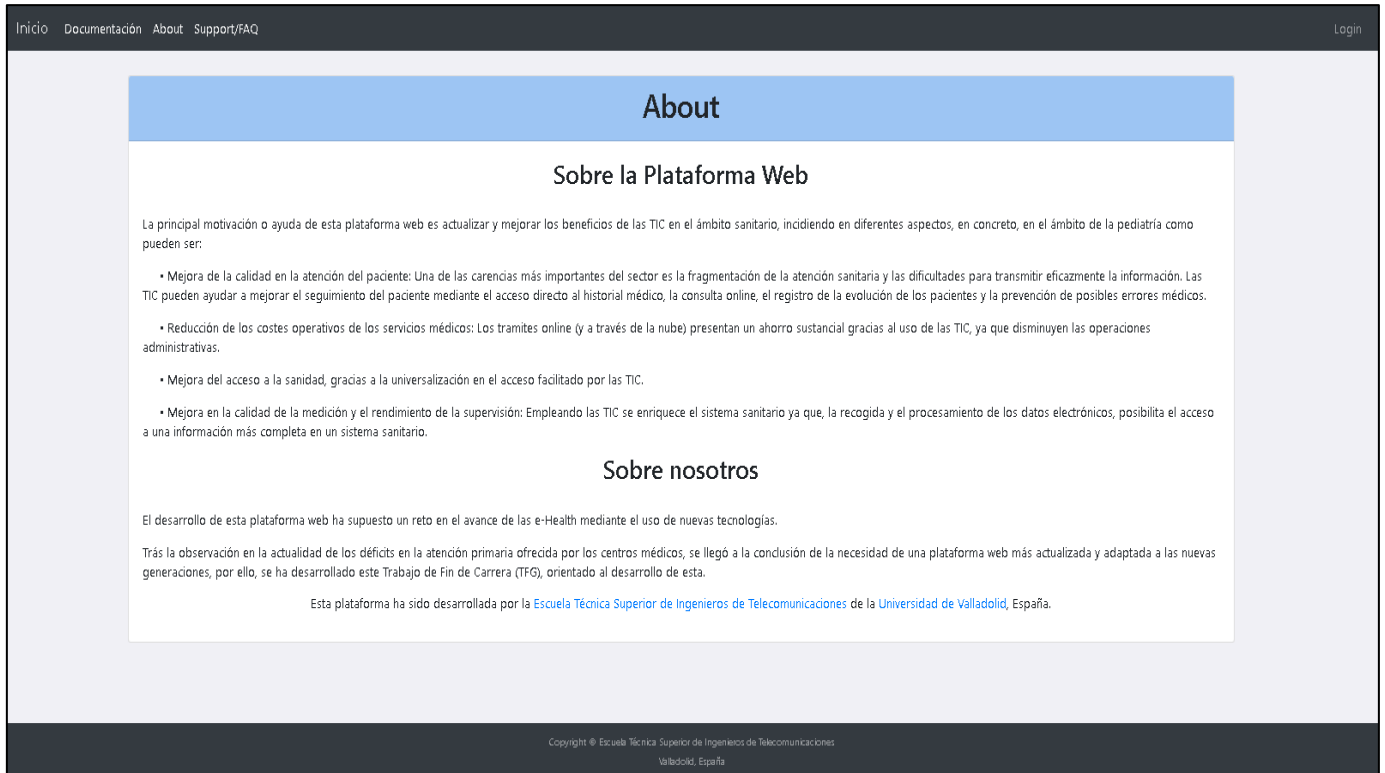 Inicio Documentación About Support/FAQ Login
About
Sobre la Plataforma Web
La principal motivación o ayuda de esta plataforma web es actualizar y mejorar los beneficios de las TIC en el ámbito sanitario, incidiendo en diferentes aspectos, en concreto, en el ámbito de la pediatría como
pueden ser:
• Mejora de la calidad en la atención del paciente: Una de las carencias más importantes del sector es la fragmentación de la atención sanitaria y las dificultades para transmitir eficazmente la información. Las
TIC pueden ayudar a mejorar el seguimiento del paciente mediante el acceso directo al historial médico, la consulta online, el registro de la evolución de los pacientes y la prevención de posibles errores médicos.
• Reducción de los costes operativos de los servicios médicos: Los tramites online (y a través de la nube) presentan un ahorro sustancial gracias al uso de las TIC, ya que disminuyen las operaciones
administrativas.
• Mejora del acceso a la sanidad, gracias a la universalización en el acceso facilitado por las TIC.
• Mejora en la calidad de la medición y el rendimiento de la supervisión: Empleando las TIC se enriquece el sistema sanitario ya que, la recogida y el procesamiento de los datos electrónicos, posibilita el acceso
a una información más completa en un sistema sanitario.
Sobre nosotros
El desarrollo de esta plataforma web ha supuesto un reto en el avance de las e-Health mediante el uso de nuevas tecnologías.
Trás la observación en la actualidad de los déficits en la atención primaria ofrecida por los centros médicos, se llegó a la conclusión de la necesidad de una plataforma web más actualizada y adaptada a las nuevas
generaciones, por ello, se ha desarrollado este Trabajo de Fin de Carrera (TFG), orientado al desarrollo de esta.
Esta plataforma ha sido desarrollada por la Escuela Técnica Superior de Ingenieros de Telecomunicaciones de la Universidad de Valladolid, España.
Copyright © Escuela Técnica Superior de Ingenieros de Telecomunicaciones
Valladolid, España